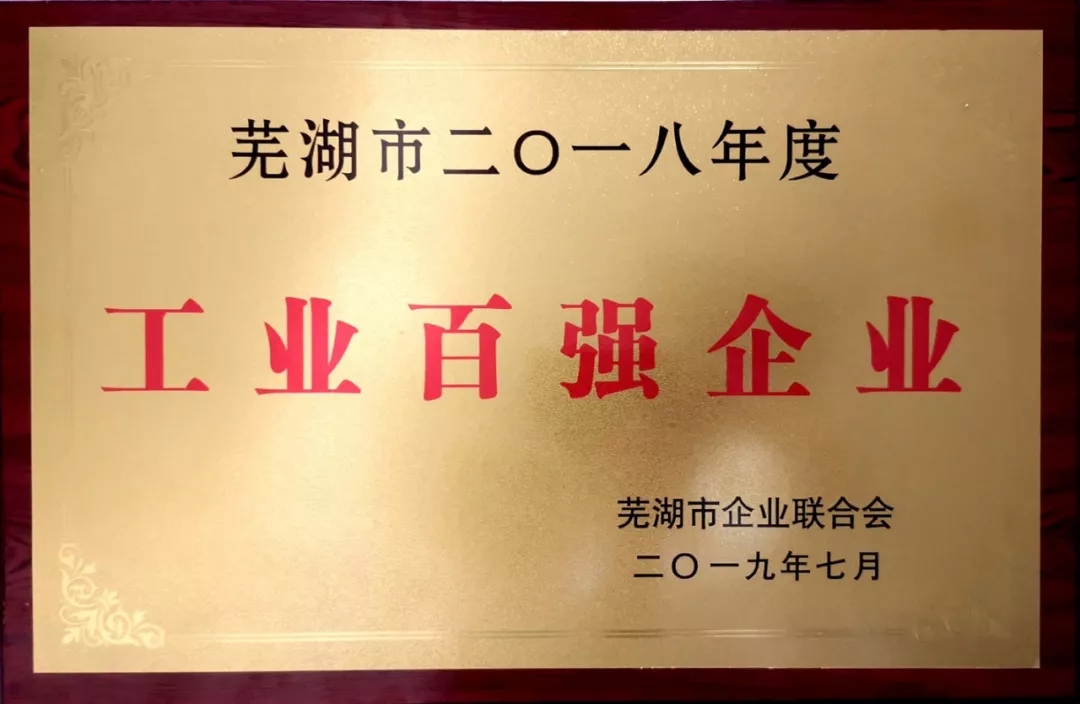 芜湖市二〇一八年度
工业百强企业
芜湖市企业联合会
二〇一九年七月